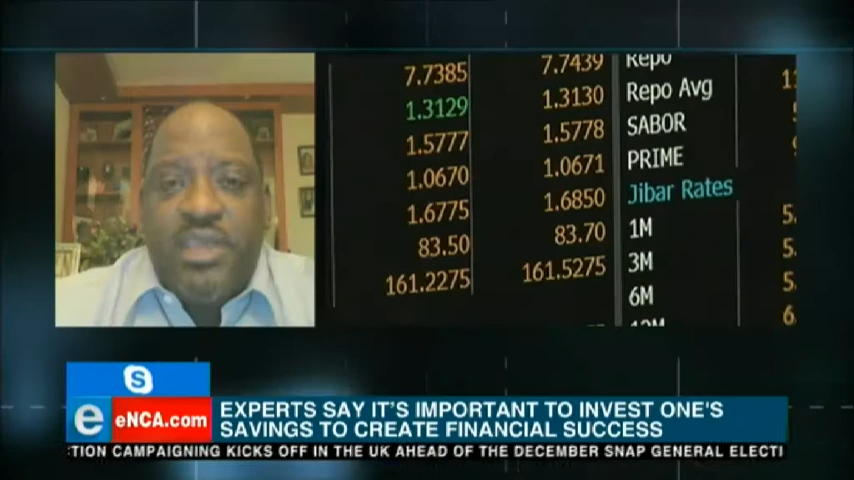 7.7385 7.7439 Repo
1.3129 1.3130 Repo Avg
1.5777 1.5778 SABOR
1.0670 1.0671 PRIME
1.6775 1.6850 Jibar Rates
83.50 83.70 1M
161.2275 161.5275 3M
6M
12M
S
e eNCA.com
EXPERTS SAY IT'S IMPORTANT TO INVEST ONE'S
SAVINGS TO CREATE FINANCIAL SUCCESS
TION CAMPAIGNING KICKS OFF IN THE UK AHEAD OF THE DECEMBER SNAP GENERAL ELECTI